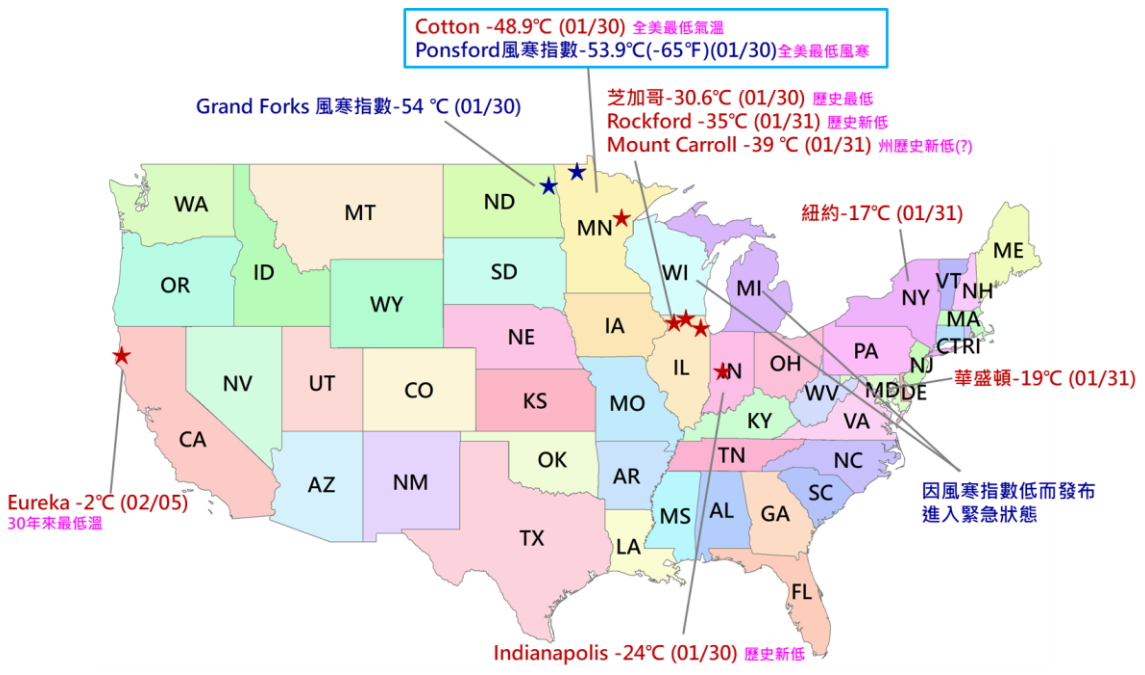 Cotton -48.9℃ (01/30) 全美最低氣溫
Ponsford風寒指數-53.9℃(-65℉)(01/30)全美最低風寒
Grand Forks 風寒指數-54 ℃ (01/30)
芝加哥-30.6℃ (01/30) 歷史最低
Rockford -35℃ (01/31) 歷史新低
Mount Carroll -39 ℃ (01/31) 州歷史新低(?)
紐約-17℃ (01/31)
WA
MT
ND
MN
ME
OR
ID
SD
WI
MI
VT
NH
NY
WY
MA
NE
IA
CT
RI
PA
NV
UT
CO
IL
IN
OH
NJ
華盛頓-19℃ (01/31)
MD
DE
WV
KS
MO
KY
VA
CA
TN
NC
OK
AR
AZ
NM
SC
因風寒指數低而發布
進入緊急狀態
Eureka -2℃ (02/05)
30年來最低溫
MS
AL
GA
TX
LA
FL
Indianapolis -24℃ (01/30) 歷史新低